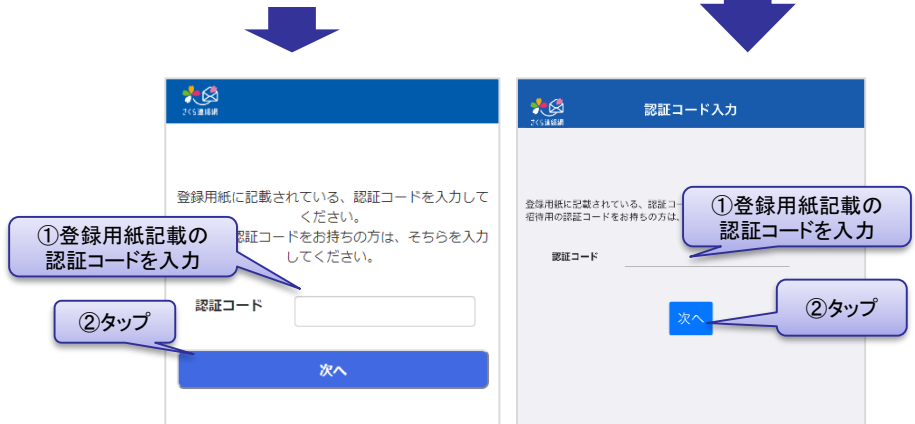 さくら連絡網
登録用紙に記載されている、認証コードを入力して
ください。
認証コードをお持ちの方は、そちらを入力
してください。
①登録用紙記載の
認証コードを入力
認証コード
②タップ
次へ
さくら連絡網
認証コード入力
登録用紙に記載されている、認証コー
招待用の認証コードをお持ちの方は、
①登録用紙記載の
認証コードを入力
認証コード
②タップ
次へ